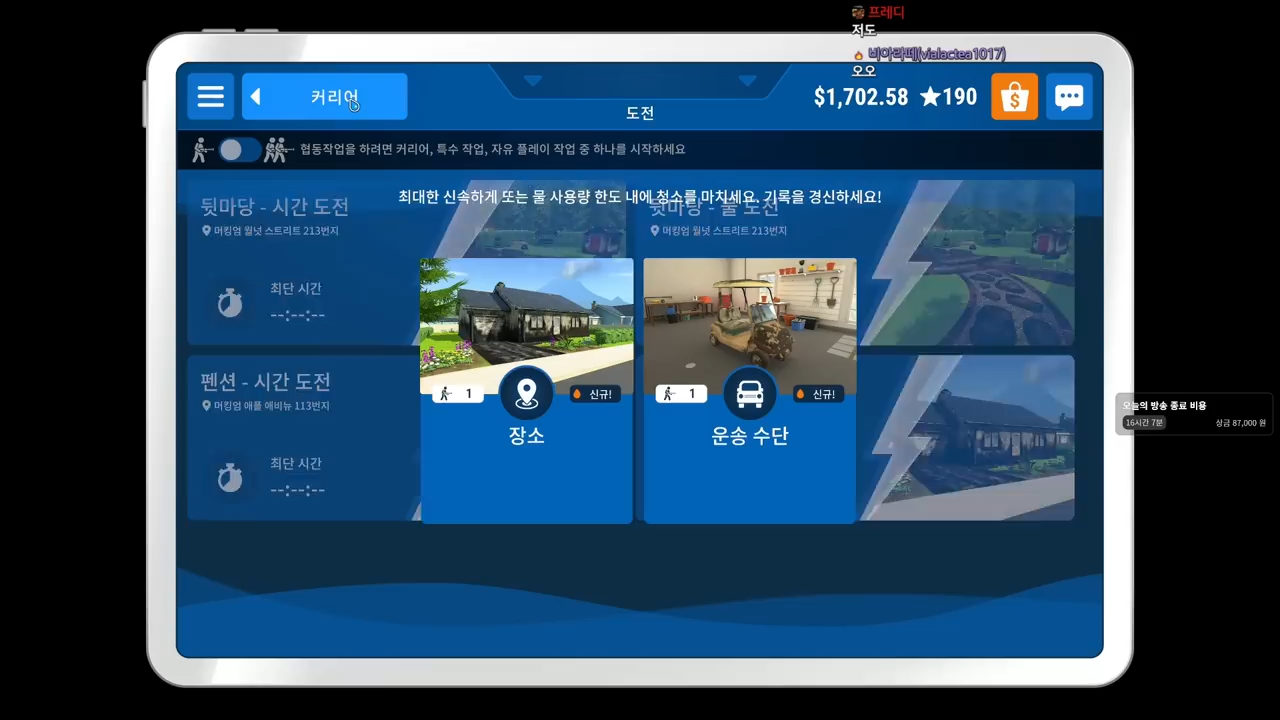 프레디
저도
비아라떼(vialactea1017)
오오
커리어
도전
$1,702.58
★190
협동작업을 하려면 커리어, 특수 작업, 자유 플레이 작업 중 하나를 시작하세요
최대한 신속하게 또는 물 사용량 한도 내에 청소를 마치세요. 기록을 경신하세요!
뒷마당 - 시간 도전
머킹엄 월넛 스트리트 213번지
최단 시간
--:--:--
뒷마당 - 물 도전
머킹엄 월넛 스트리트 213번지
펜션 - 시간 도전
머킹엄 애플 애비뉴 113번지
최단 시간
--:--:--
1
신규!
장소
1
신규!
운송 수단
오늘의 방송 종료 비용
16시간 7분
상금 87,000 원